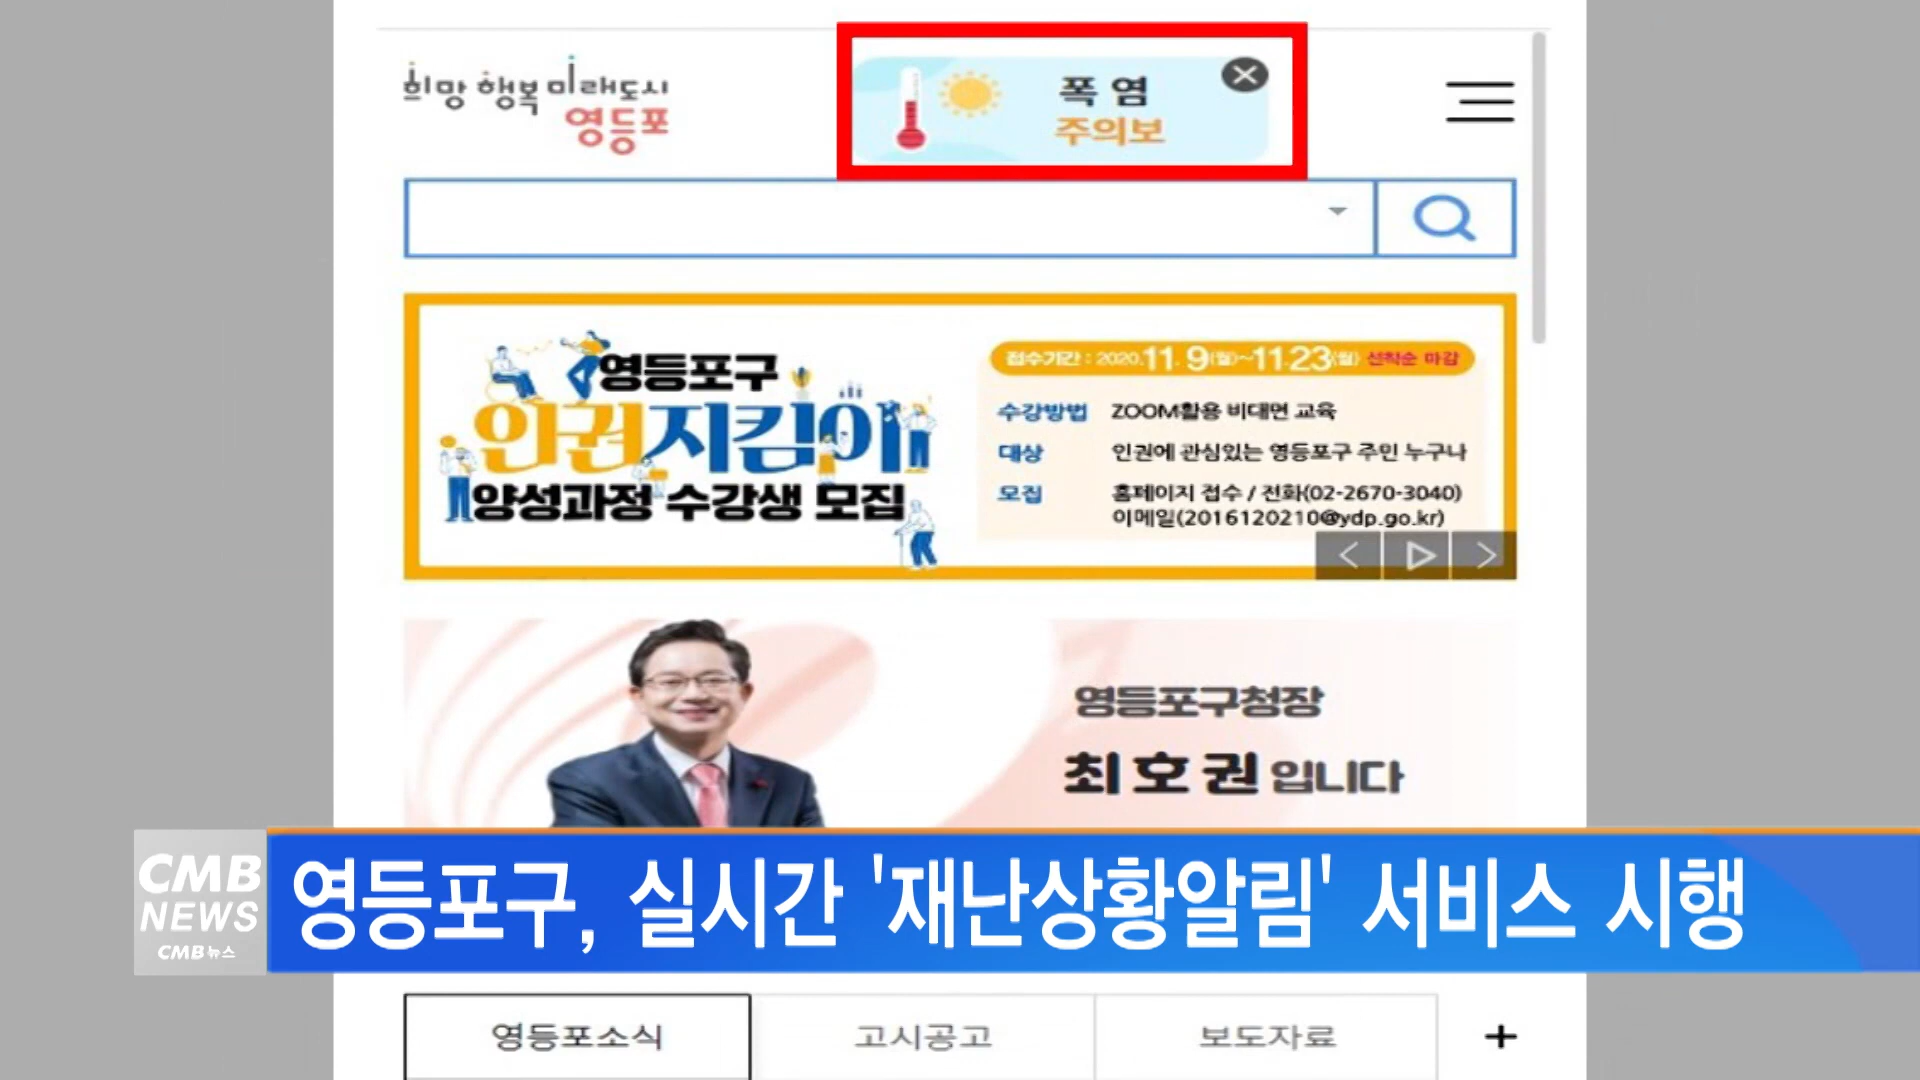 희망 행복 미래도시
영등포
폭염
주의보
영등포구
인권지킴이
양성과정 수강생 모집
접수기간 : 2020.11. 9(월)~11.23(월) 선착순 마감
수강방법 ZOOM활용 비대면 교육
대상 인권에 관심있는 영등포구 주민 누구나
모집 홈페이지 접수 / 전화(02-2670-3040)
이메일(2016120210@ydp.go.kr)
영등포구청장
최호권입니다
CMB
NEWS
CMB뉴스
영등포구, 실시간 '재난상황알림' 서비스 시행
영등포소식 고시공고 보도자료 +